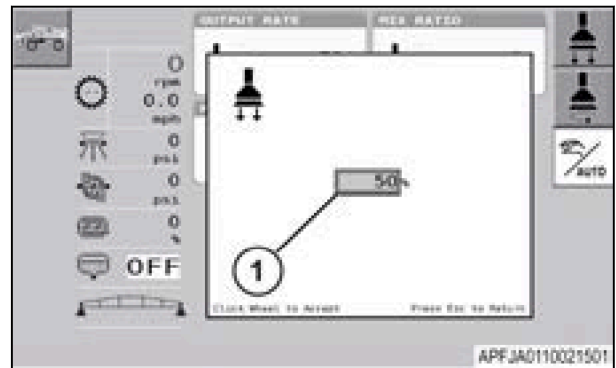 OUTPUT RATE
MIX RATIO
0
rpm
0.0
mph
0
psi
0
psi
0
%
OFF
50%
AUTO
1
Click Wheel to Accept
Press Esc to Return
APFJA0110021501